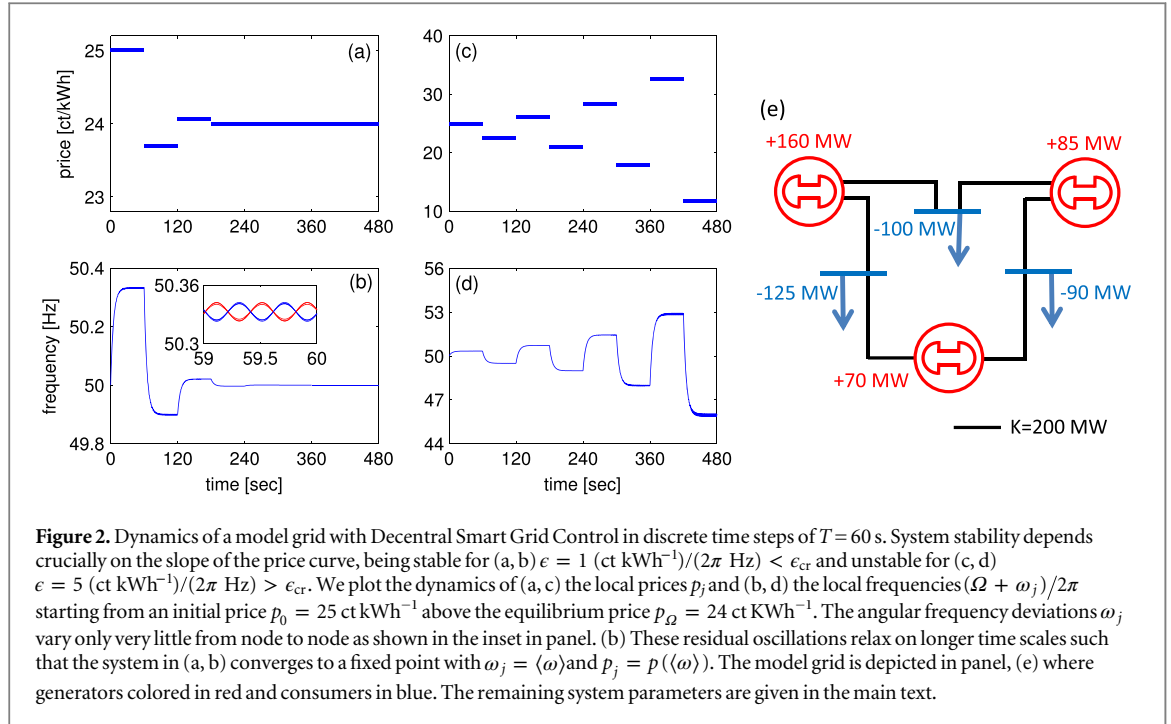 (a)
25
24
23
price [ct/kWh]
0 120 240 360 480
(c)
40
30
20
10
0 120 240 360 480
(b)
50.4
50.2
50
49.8
frequency [Hz]
50.36
50.3
59 59.5 60
0 120 240 360 480
time [sec]
(d)
56
53
50
47
44
0 120 240 360 480
time [sec]
(e)
+160 MW
+85 MW
-100 MW
-125 MW
-90 MW
+70 MW
K=200 MW
Figure 2. Dynamics of a model grid with Decentral Smart Grid Control in discrete time steps of T = 60 s. System stability depends
crucially on the slope of the price curve, being stable for (a, b) ϵ = 1 (ct kWh⁻¹)/(2π Hz) < ϵcr and unstable for (c, d)
ϵ = 5 (ct kWh⁻¹)/(2π Hz) > ϵcr. We plot the dynamics of (a, c) the local prices pj and (b, d) the local frequencies (Ω + ωj)/2π
starting from an initial price p0 = 25 ct kWh⁻¹ above the equilibrium price pΩ = 24 ct KWh⁻¹. The angular frequency deviations ωj
vary only very little from node to node as shown in the inset in panel. (b) These residual oscillations relax on longer time scales such
that the system in (a, b) converges to a fixed point with ωj = ⟨ω⟩and pj = p(⟨ω⟩). The model grid is depicted in panel, (e) where
generators colored in red and consumers in blue. The remaining system parameters are given in the main text.